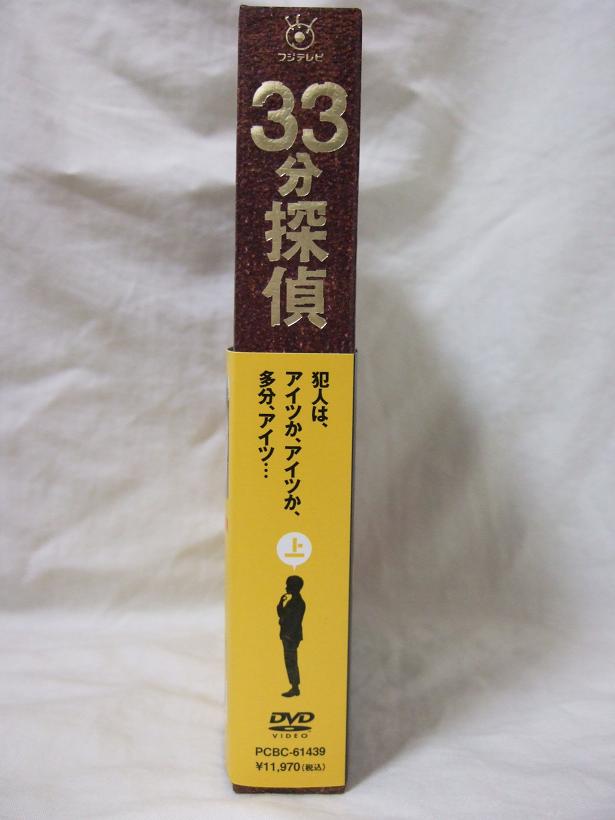 フジテレビ
33
分
探
偵
犯人は、
アイツか、アイツか、
多分、アイツ…
上
DVD
VIDEO
PCBC-61439
¥11,970(税込)